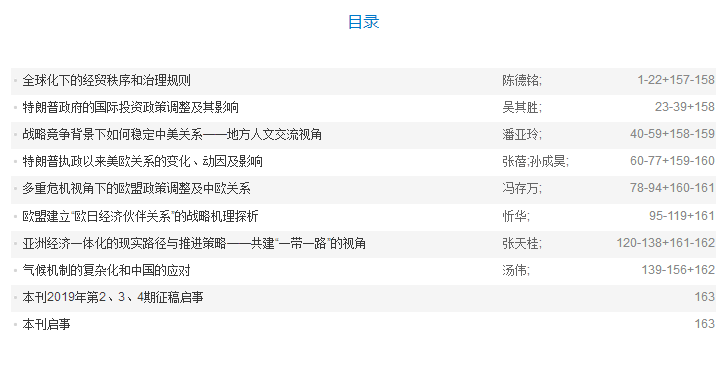 目录
全球化下的经贸秩序和治理规则 陈德铭; 1-22+157-158
特朗普政府的国际投资政策调整及其影响 吴其胜; 23-39+158
战略竞争背景下如何稳定中美关系——地方人文交流视角 潘亚玲; 40-59+158-159
特朗普执政以来美欧关系的变化、动因及影响 张蓓;孙成昊; 60-77+159-160
多重危机视角下的欧盟政策调整及中欧关系 冯存万; 78-94+160-161
欧盟建立“欧日经济伙伴关系”的战略机理探析 忻华; 95-119+161
亚洲经济一体化的现实路径与推进策略——共建“一带一路”的视角 张天桂; 120-138+161-162
气候机制的复杂化和中国的应对 汤伟; 139-156+162
本刊2019年第2、3、4期征稿启事 163
本刊启事 163